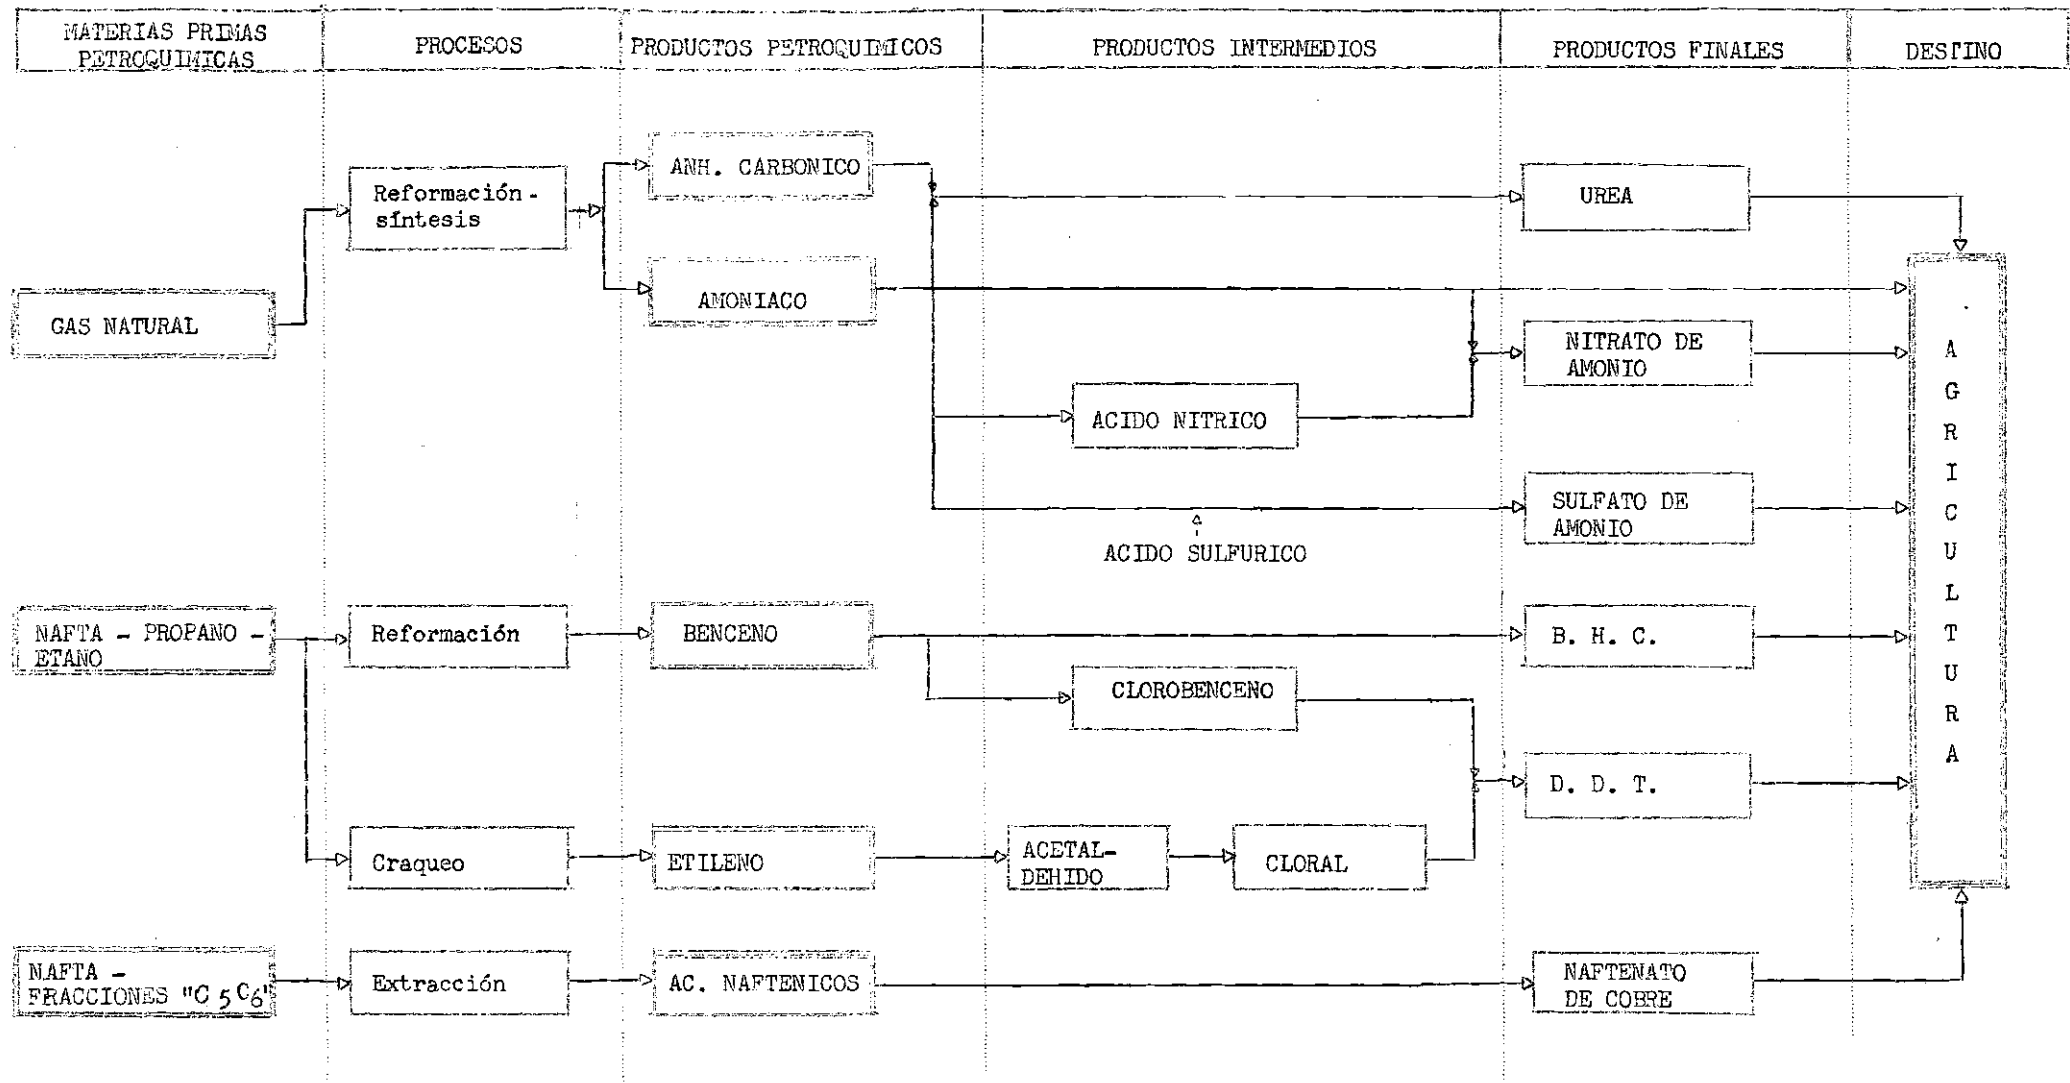 MATERIAS PRIMAS
PETROQUIMICAS
PROCESOS
PRODUCTOS PETROQUIMICOS
PRODUCTOS INTERMEDIOS
PRODUCTOS FINALES
DESTINO
GAS NATURAL
Reformación -
síntesis
ANH. CARBONICO
AMONIACO
ACIDO NITRICO
ACIDO SULFURICO
UREA
NITRATO DE
AMONIO
SULFATO DE
AMONIO
NAFTA - PROPANO -
ETANO
Reformación
BENCENO
CLOROBENCENO
B. H. C.
D. D. T.
Craqueo
ETILENO
ACETAL-
DEHIDO
CLORAL
NAFTA -
FRACCIONES "C5C6"
Extracción
AC. NAFTENICOS
NAFTENATO
DE COBRE
A
G
R
I
C
U
L
T
U
R
A